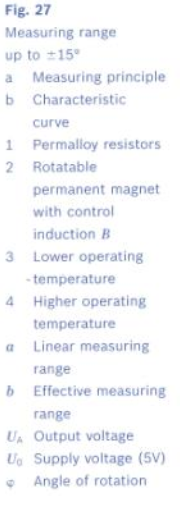 Fig. 27
Measuring range
up to ±15°
a Measuring principle
b Characteristic
curve
1 Permalloy resistors
2 Rotatable
permanent magnet
with control
induction B
3 Lower operating
-temperature
4 Higher operating
temperature
a Linear measuring
range
b Effective measuring
range
U_A Output voltage
U_0 Supply voltage (5V)
φ Angle of rotation